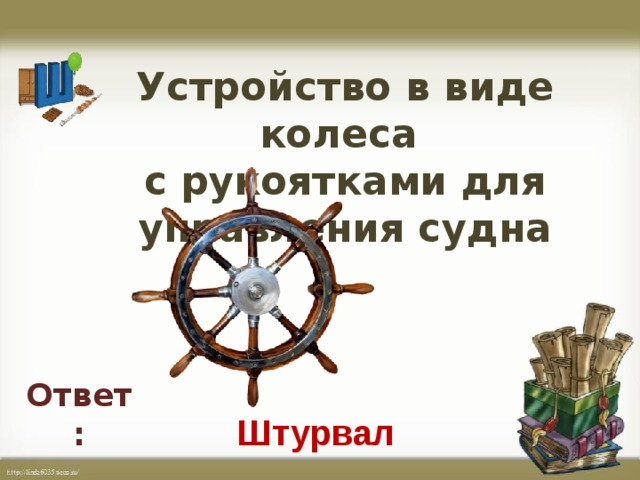 Ш
Устройство в виде
колеса
с рукоятками для
управления судна
Ответ
:
Штурвал